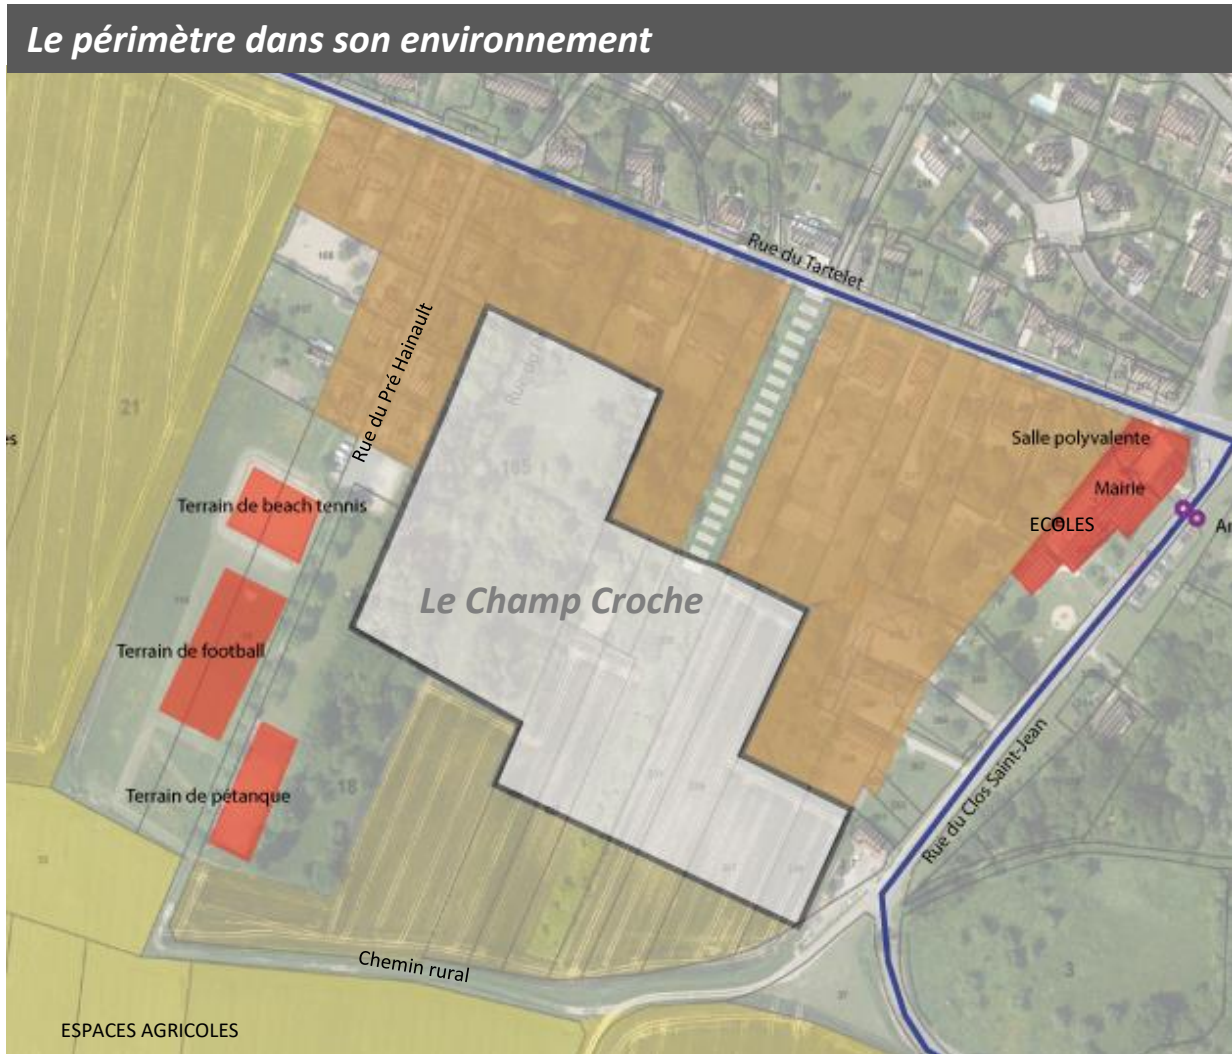 Le périmètre dans son environnement
Rue du Tartelet
Rue du Pré Hainault
21
185
Salle polyvalente
Mairie
ECOLES
Terrain de beach tennis
Le Champ Croche
Terrain de football
Terrain de pétanque
18
Rue du Clos Saint-Jean
Chemin rural
3
ESPACES AGRICOLES